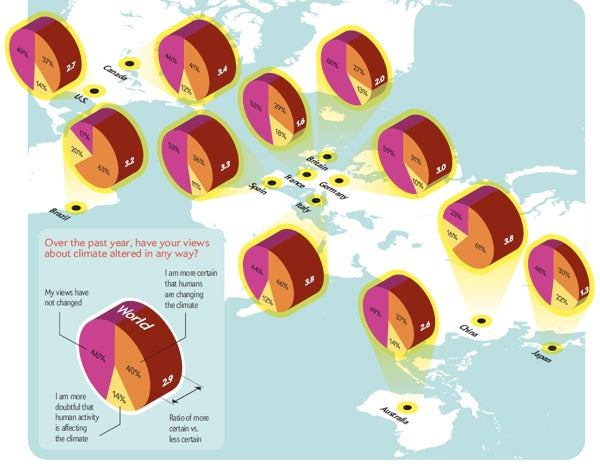 49%
37%
14%
2.7
U.S.
Canada
46%
41%
12%
3.4
60%
27%
13%
2.0
53%
29%
18%
1.6
17%
20%
63%
3.2
53%
36%
11%
3.3
59%
31%
10%
3.0
Britain
France
Germany
Spain
Italy
Brazil
23%
16%
61%
3.8
44%
46%
12%
3.8
48%
30%
22%
1.3
49%
37%
14%
2.6
China
Japan
Australia
Over the past year, have your views
about climate altered in any way?
My views have
not changed
I am more certain
that humans
are changing
the climate
World
46%
40%
14%
2.9
I am more
doubtful that
human activity
is affecting
the climate
Ratio of more
certain vs.
less certain